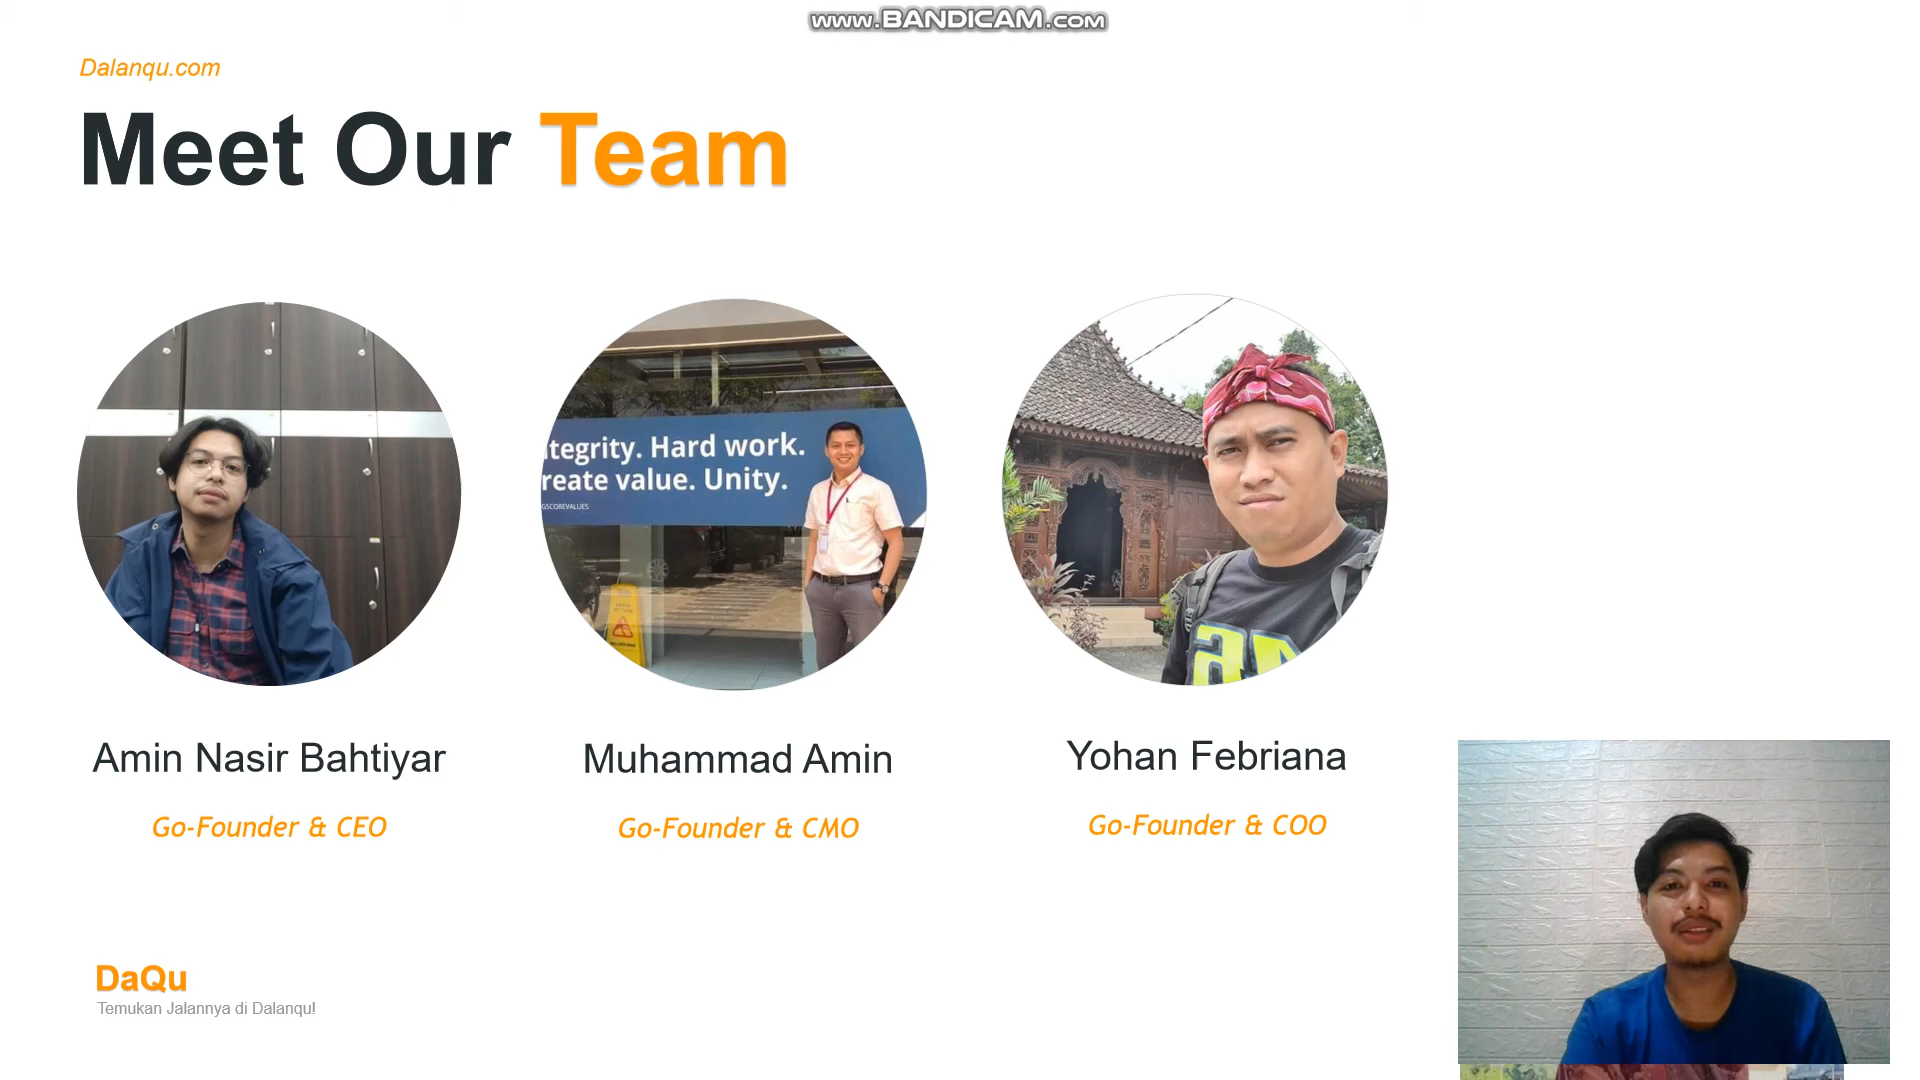 www.BANDICAM.com
Dalanqu.com
Meet Our Team
tegrity. Hard work.
reate value. Unity.
GSCOREVALUES
Amin Nasir Bahtiyar
Go-Founder & CEO
Muhammad Amin
Go-Founder & CMO
Yohan Febriana
Go-Founder & COO
DaQu
Temukan Jalannya di Dalanqu!